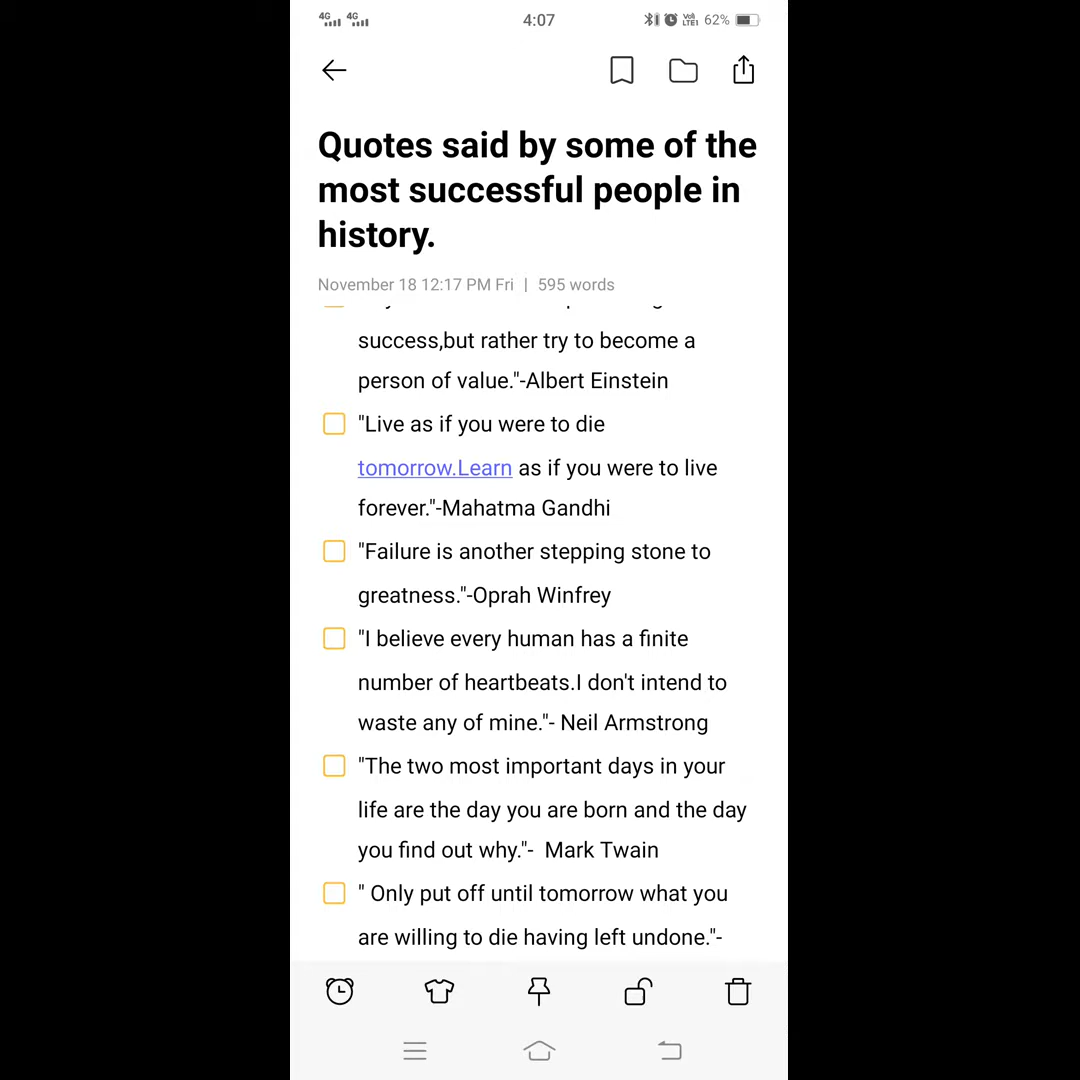 4G 4G 4:07 62%
Quotes said by some of the
most successful people in
history.
November 18 12:17 PM Fri | 595 words
success,but rather try to become a
person of value."-Albert Einstein
"Live as if you were to die
tomorrow.Learn as if you were to live
forever."-Mahatma Gandhi
"Failure is another stepping stone to
greatness."-Oprah Winfrey
"I believe every human has a finite
number of heartbeats.I don't intend to
waste any of mine."- Neil Armstrong
"The two most important days in your
life are the day you are born and the day
you find out why."-  Mark Twain
" Only put off until tomorrow what you
are willing to die having left undone."-